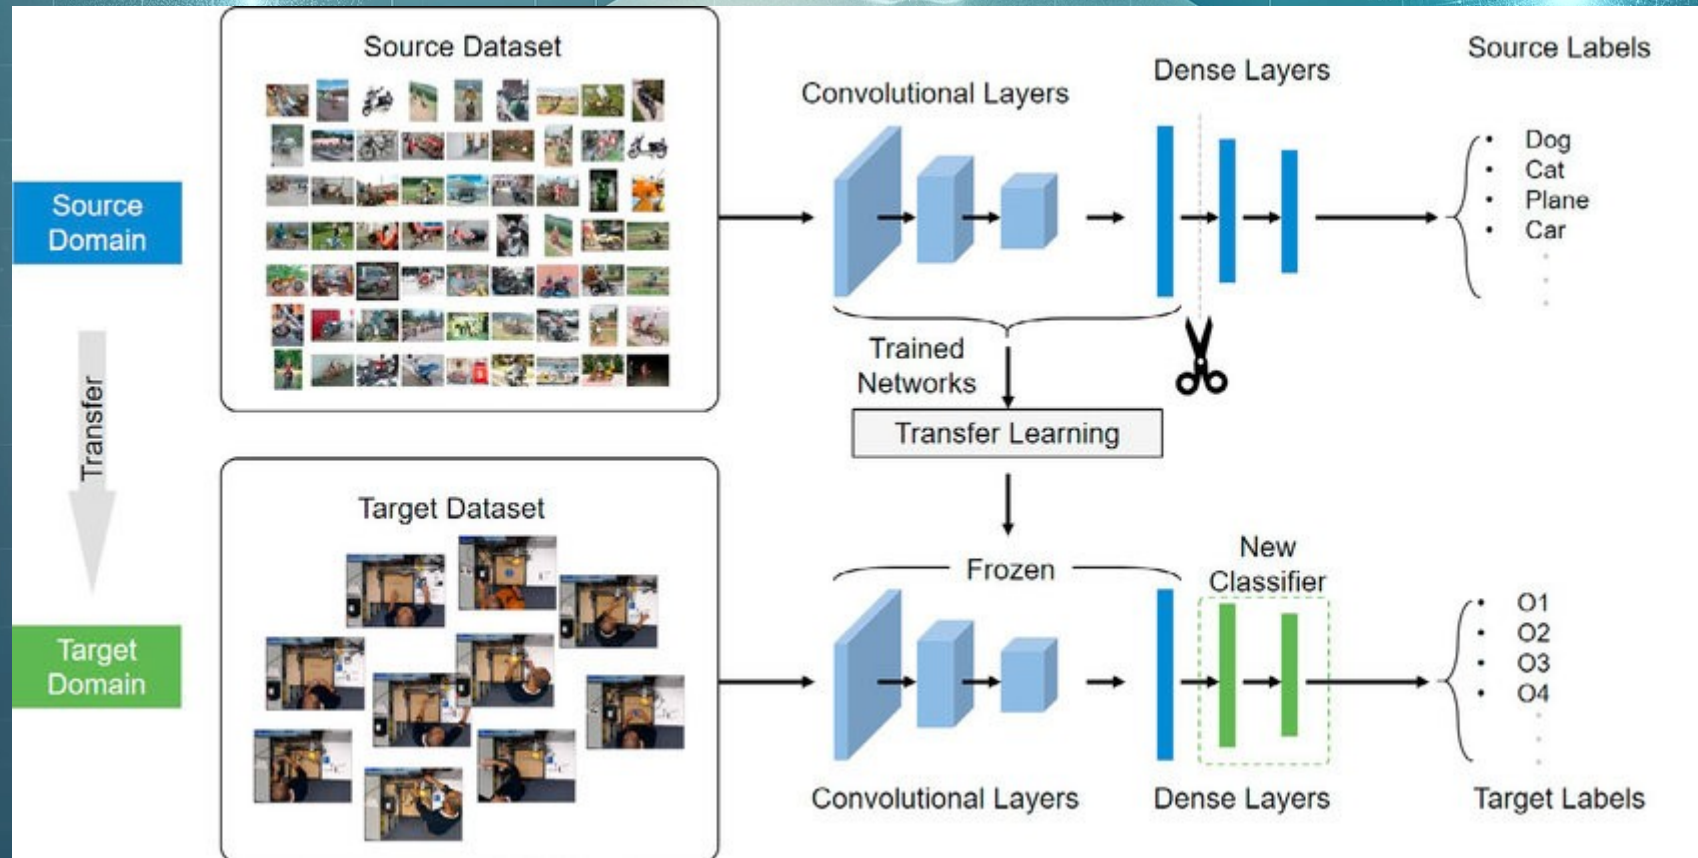 Source Dataset
Source Labels
Dense Layers
Convolutional Layers
Dog
Cat
Plane
Car
Source
Domain
Trained
Networks
Transfer
Transfer Learning
Target Dataset
New
Classifier
Frozen
O1
O2
O3
O4
Target
Domain
Convolutional Layers
Dense Layers
Target Labels